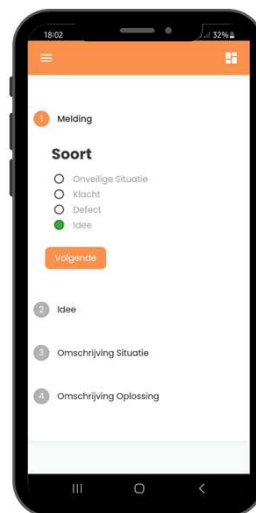 18:02
32%
1 Melding
Soort
Onveilige Situatie
Klacht
Defect
Idee
Volgende
2 Idee
3 Omschrijving Situatie
4 Omschrijving Oplossing